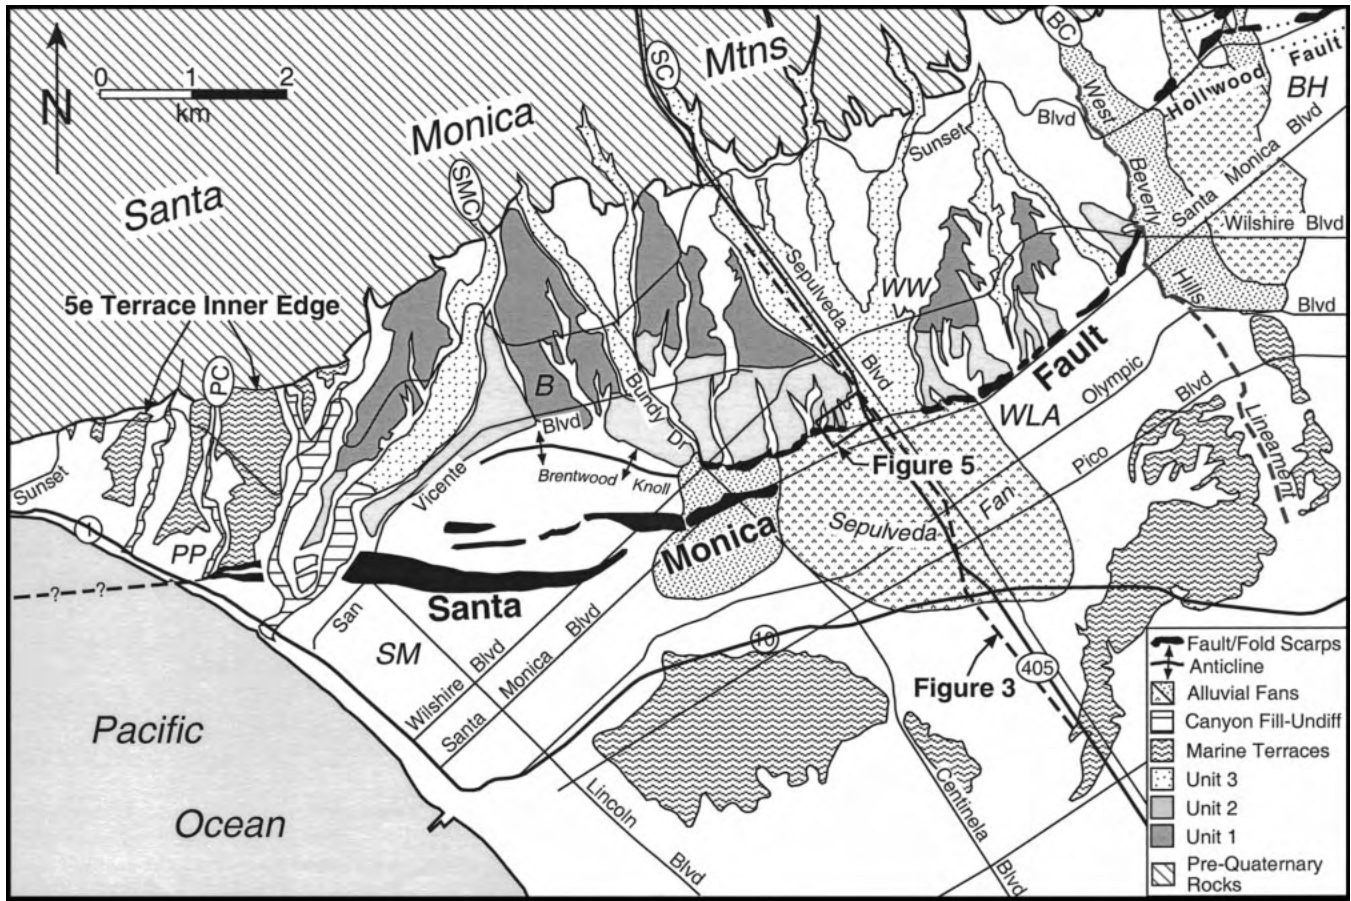 N
0 1 2
km
Santa
Monica
Mtns
SC
BC
SMC
PC
West
Beverly
Hills
Lineament
Hollwood
Fault
BH
Sunset
Blvd
Santa Monica Blvd
Wilshire Blvd
Blvd
5e Terrace Inner Edge
Sepulveda
Blvd
WW
B
Bundy Dr
Blvd
Vicente
San
Brentwood Knoll
Fault
WLA
Olympic
Pico
Blvd
Figure 5
Sepulveda
Fan
Sunset
1
PP
? ?
Santa
Monica
SM
Wilshire Blvd
Santa Monica Blvd
10
405
Figure 3
Lincoln
Blvd
Centinela
Blvd
Pacific
Ocean
Fault/Fold Scarps
Anticline
Alluvial Fans
Canyon Fill-Undiff
Marine Terraces
Unit 3
Unit 2
Unit 1
Pre-Quaternary
Rocks